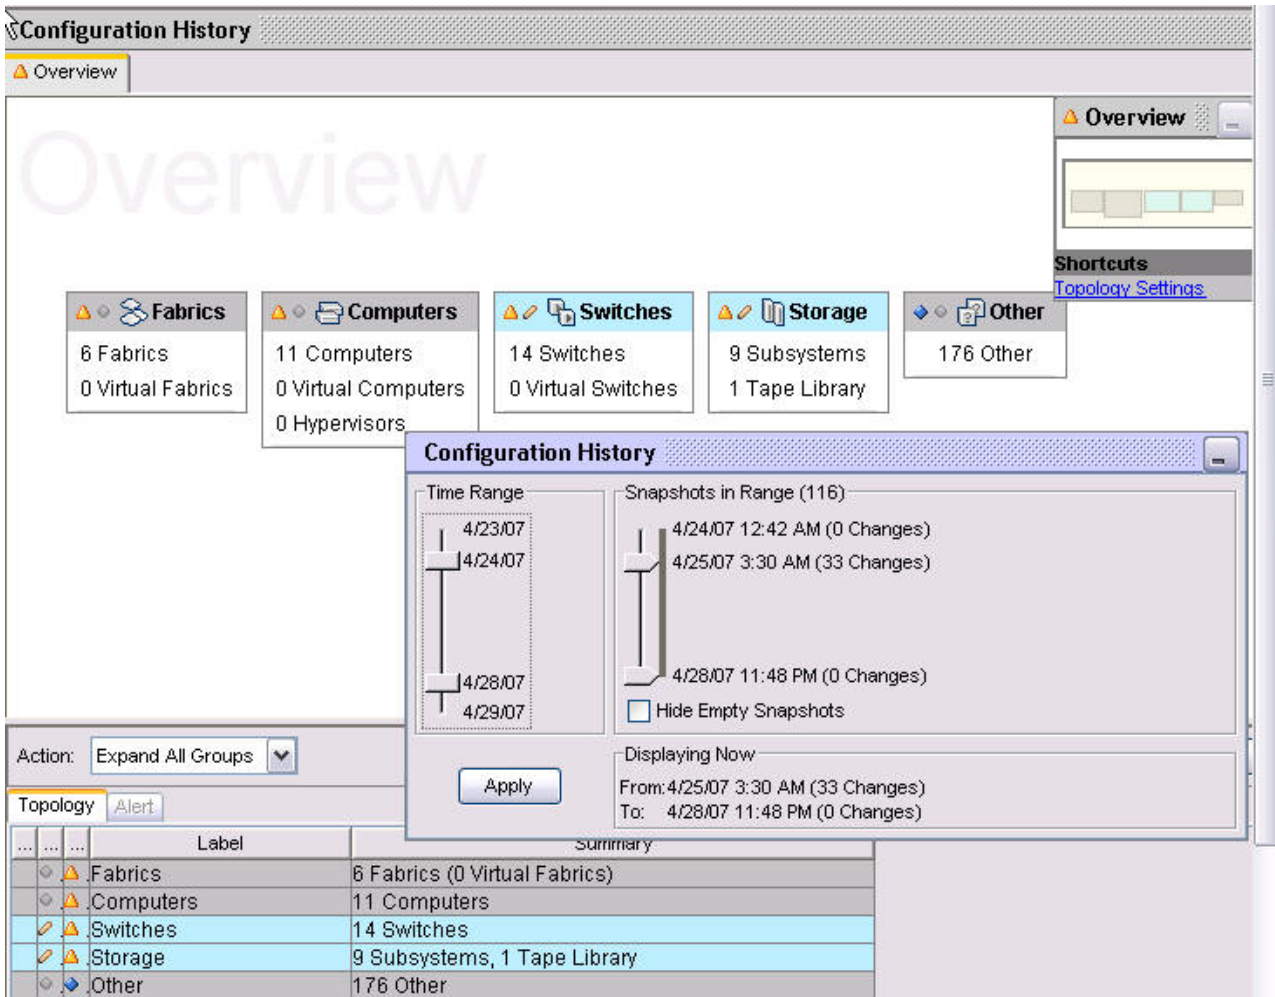 Configuration History
Overview
Overview
Overview
Shortcuts
Topology Settings
Fabrics
6 Fabrics
0 Virtual Fabrics
Computers
11 Computers
0 Virtual Computers
0 Hypervisors
Switches
14 Switches
0 Virtual Switches
Storage
9 Subsystems
1 Tape Library
Other
176 Other
Configuration History
Time Range
4/23/07
4/24/07
4/28/07
4/29/07
Snapshots in Range (116)
4/24/07 12:42 AM (0 Changes)
4/25/07 3:30 AM (33 Changes)
4/28/07 11:48 PM (0 Changes)
Hide Empty Snapshots
Apply
Displaying Now
From: 4/25/07 3:30 AM (33 Changes)
To: 4/28/07 11:48 PM (0 Changes)
Action: Expand All Groups
Topology Alert
... ... ... Label Summary
Fabrics 6 Fabrics (0 Virtual Fabrics)
Computers 11 Computers
Switches 14 Switches
Storage 9 Subsystems, 1 Tape Library
Other 176 Other